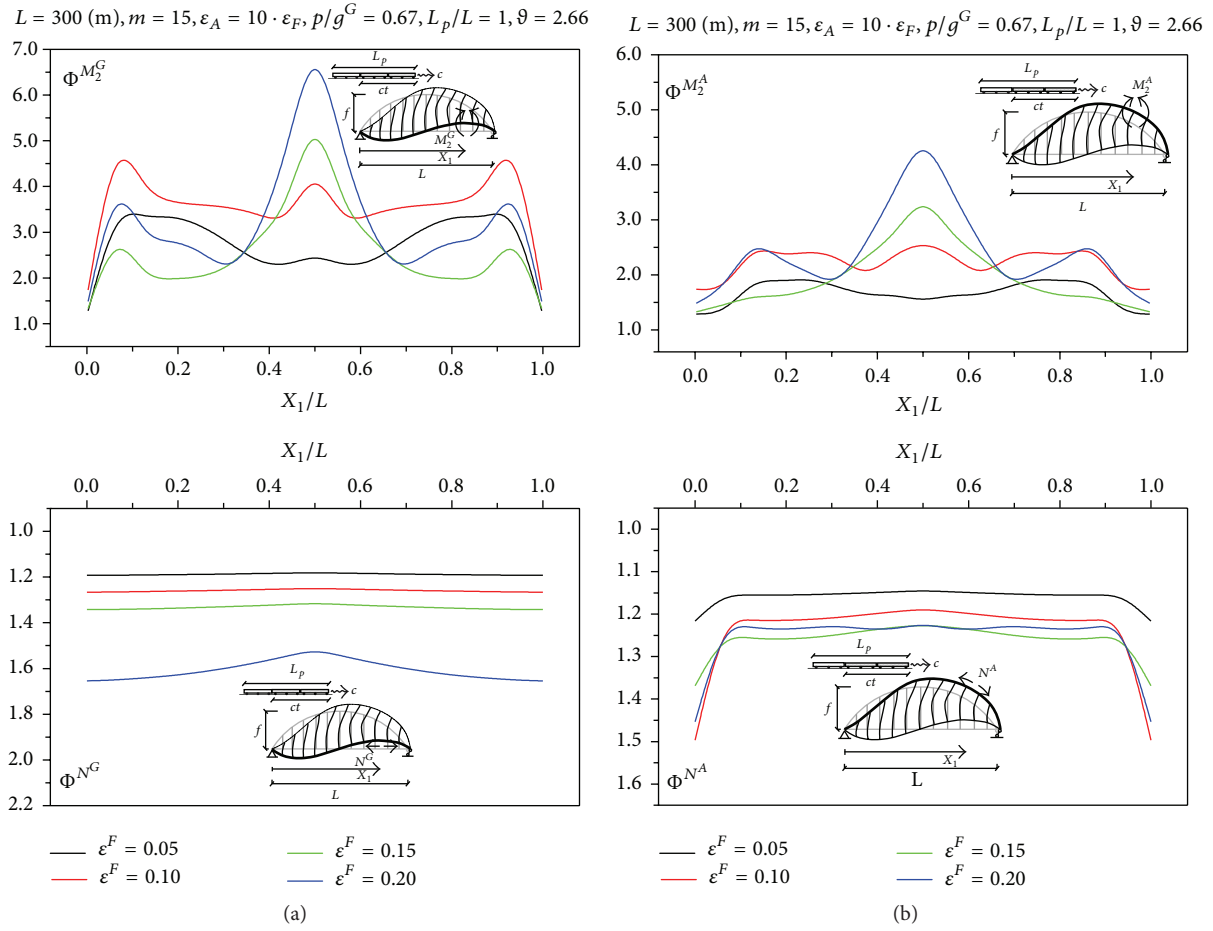 L = 300 (m), m = 15, ε_A = 10 · ε_F, p/g^G = 0.67, L_p/L = 1, ϑ = 2.66
Φ^{M_2^G}
7.0
6.0
5.0
4.0
3.0
2.0
1.0
0.0 0.2 0.4 0.6 0.8 1.0
X_1/L
L_p
c
ct
f
M_2^G
X_1
L
L = 300 (m), m = 15, ε_A = 10 · ε_F, p/g^G = 0.67, L_p/L = 1, ϑ = 2.66
Φ^{M_2^A}
6.0
5.0
4.0
3.0
2.0
1.0
0.0 0.2 0.4 0.6 0.8 1.0
X_1/L
L_p
c
ct
f
M_2^A
X_1
L
X_1/L
0.0 0.2 0.4 0.6 0.8 1.0
1.0
1.2
1.4
1.6
1.8
2.0
2.2
Φ^{N^G}
L_p
c
ct
f
N^G
X_1
L
ε^F = 0.05
ε^F = 0.10
ε^F = 0.15
ε^F = 0.20
(a)
X_1/L
0.0 0.2 0.4 0.6 0.8 1.0
1.0
1.1
1.2
1.3
1.4
1.5
1.6
Φ^{N^A}
L_p
c
ct
f
N^A
X_1
L
ε^F = 0.05
ε^F = 0.10
ε^F = 0.15
ε^F = 0.20
(b)